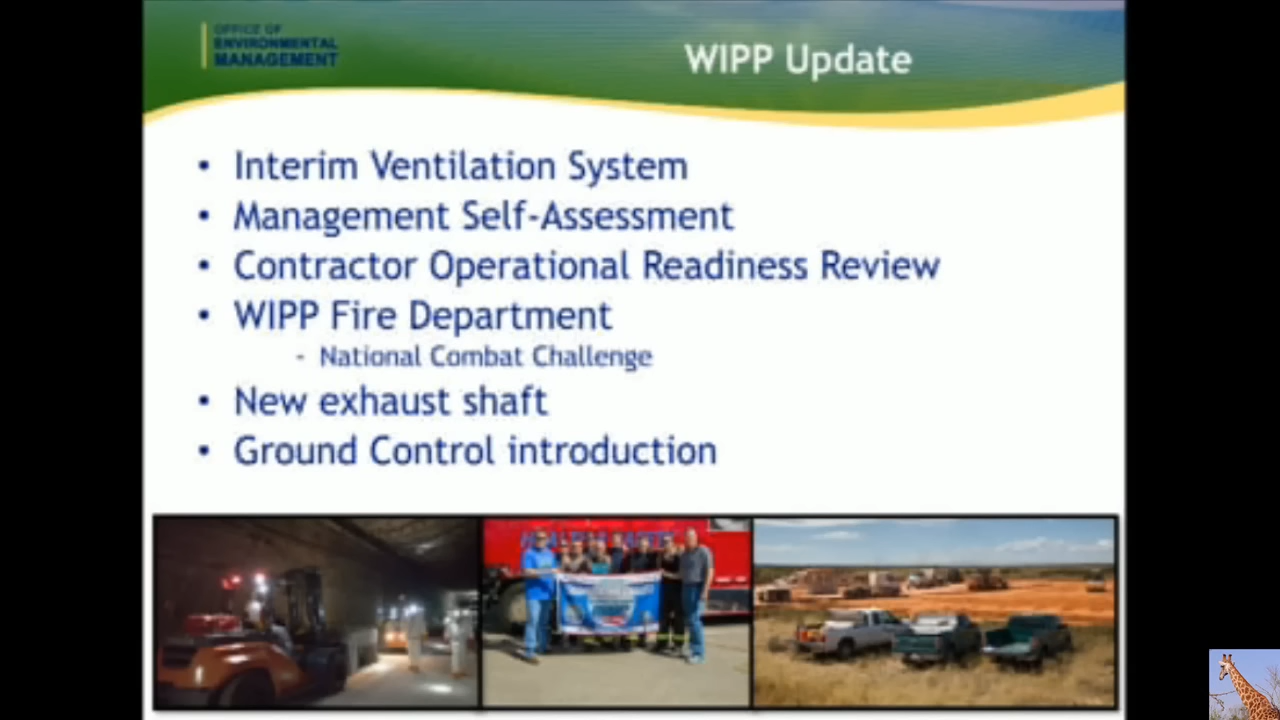 OFFICE OF
ENVIRONMENTAL
MANAGEMENT
WIPP Update
• Interim Ventilation System
• Management Self-Assessment
• Contractor Operational Readiness Review
• WIPP Fire Department
- National Combat Challenge
• New exhaust shaft
• Ground Control introduction